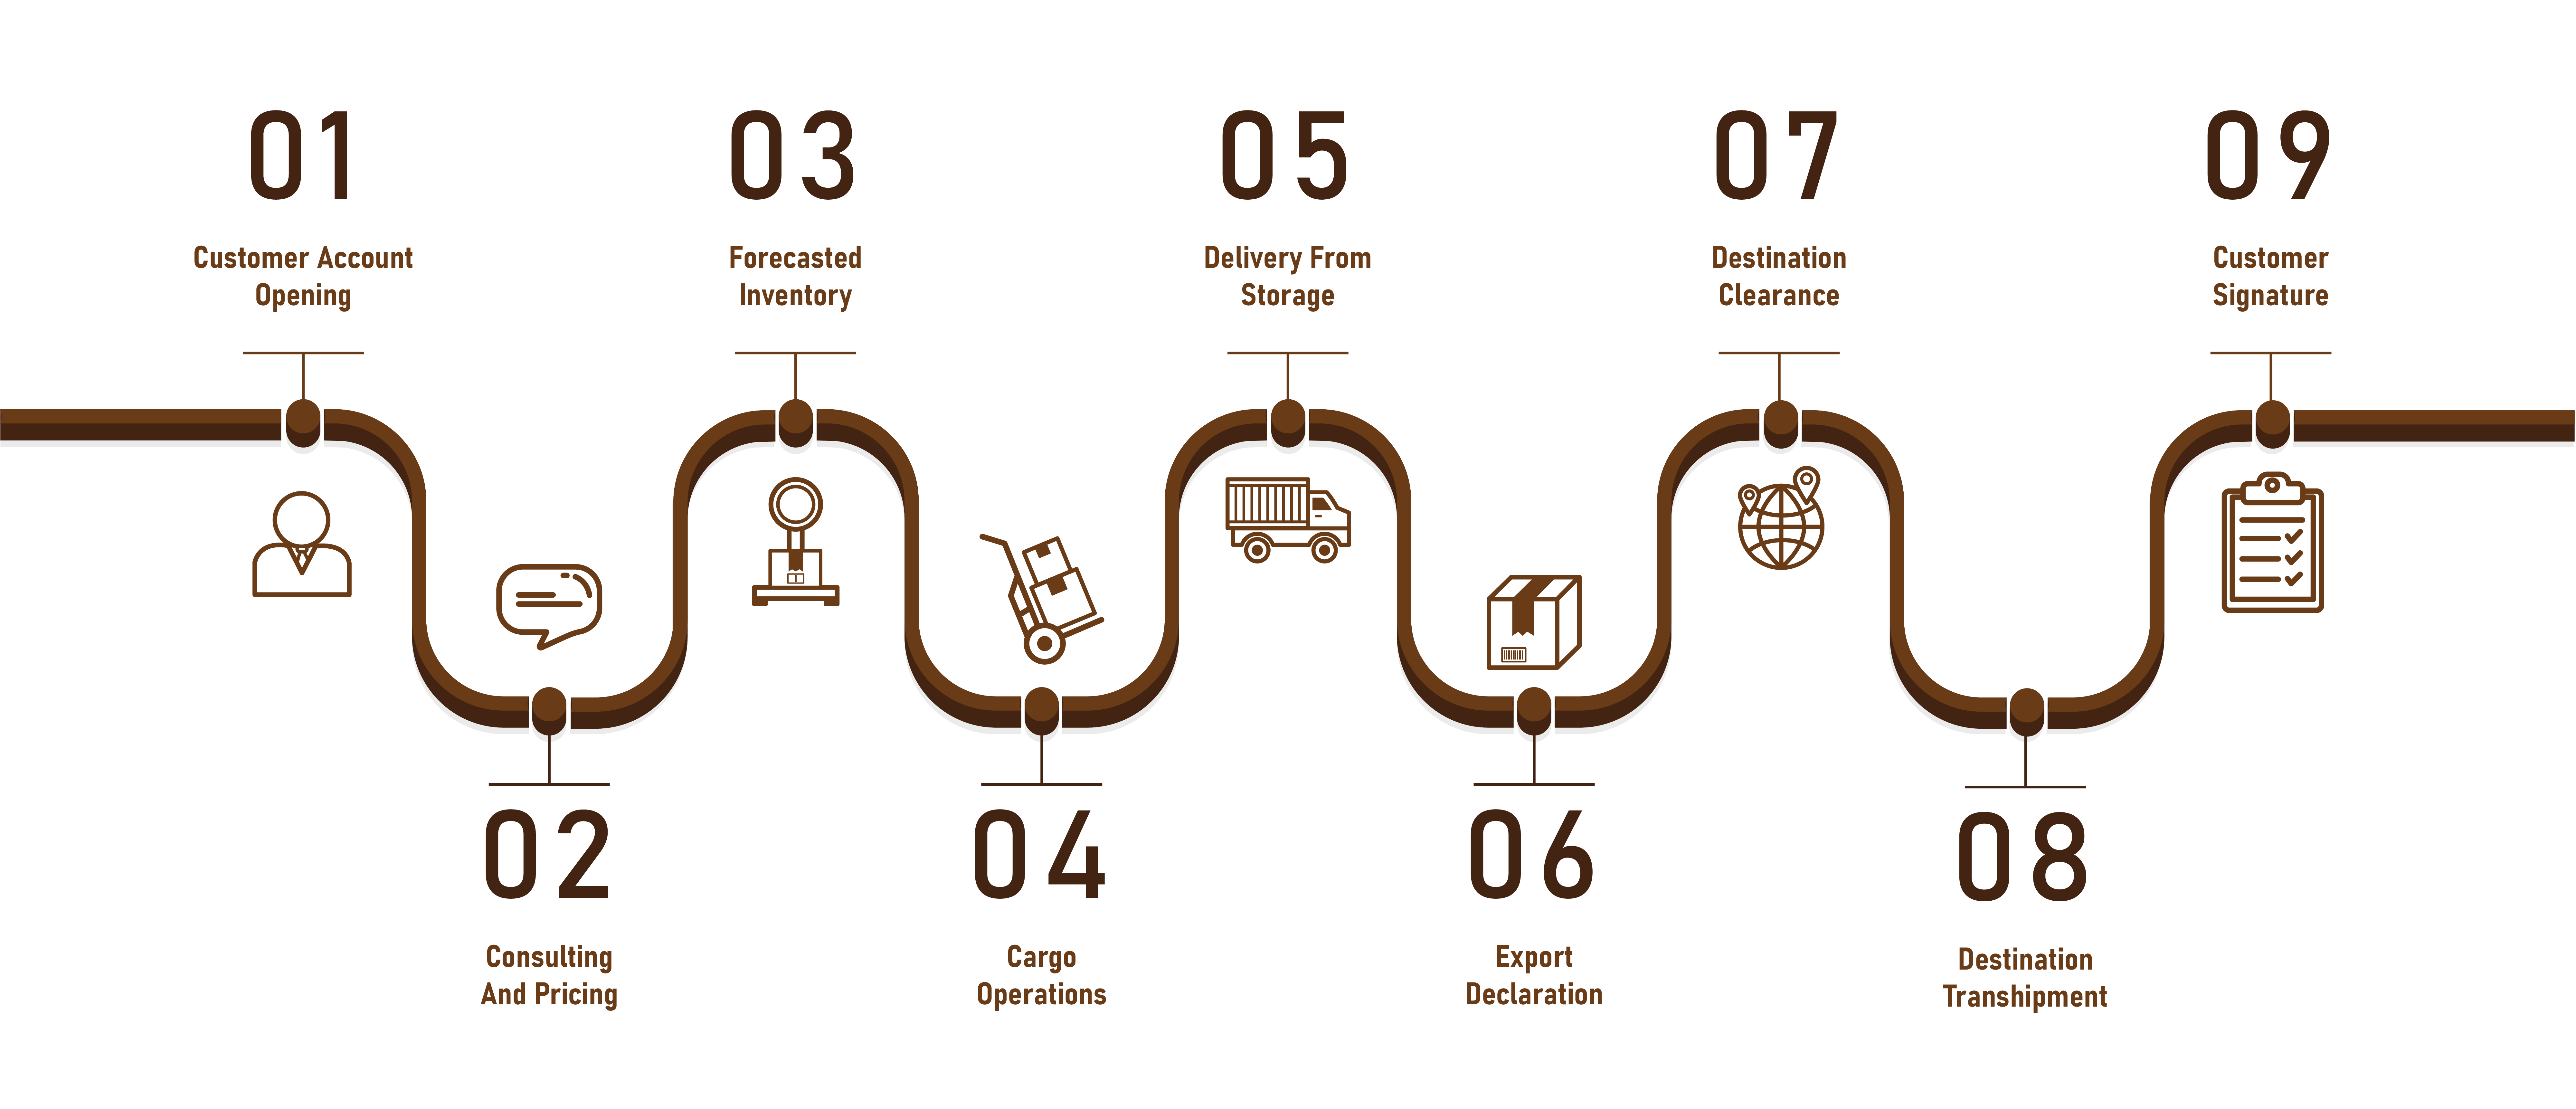 01
Customer Account
Opening
02
Consulting
And Pricing
03
Forecasted
Inventory
04
Cargo
Operations
05
Delivery From
Storage
06
Export
Declaration
07
Destination
Clearance
08
Destination
Transhipment
09
Customer
Signature